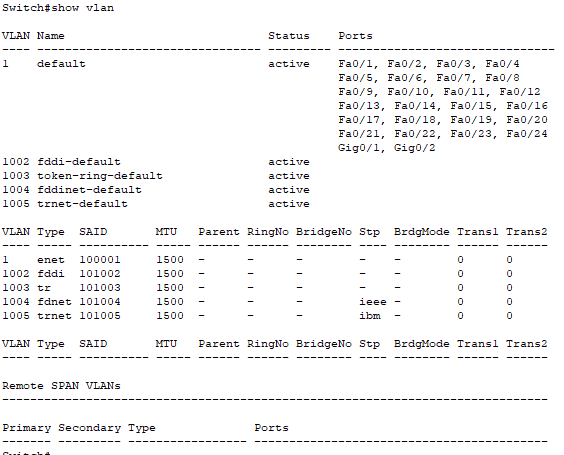 Switch#show vlan
VLAN Name Status Ports
---- -------------------------------- --------- -------------------------------
1 default active Fa0/1, Fa0/2, Fa0/3, Fa0/4
Fa0/5, Fa0/6, Fa0/7, Fa0/8
Fa0/9, Fa0/10, Fa0/11, Fa0/12
Fa0/13, Fa0/14, Fa0/15, Fa0/16
Fa0/17, Fa0/18, Fa0/19, Fa0/20
Fa0/21, Fa0/22, Fa0/23, Fa0/24
Gig0/1, Gig0/2
1002 fddi-default active
1003 token-ring-default active
1004 fddinet-default active
1005 trnet-default active
VLAN Type SAID MTU Parent RingNo BridgeNo Stp BrdgMode Trans1 Trans2
---- ----- ---------- ----- ------ ------ -------- ---- -------- ------ ------
1 enet 100001 1500 - - - - - 0 0
1002 fddi 101002 1500 - - - - - 0 0
1003 tr 101003 1500 - - - - - 0 0
1004 fdnet 101004 1500 - - - ieee - 0 0
1005 trnet 101005 1500 - - - ibm - 0 0
VLAN Type SAID MTU Parent RingNo BridgeNo Stp BrdgMode Trans1 Trans2
---- ----- ---------- ----- ------ ------ -------- ---- -------- ------ ------
Remote SPAN VLANs
------------------------------------------------------------------------------
Primary Secondary Type Ports
------- --------- ----------------- ------------------------------------------
Switch#